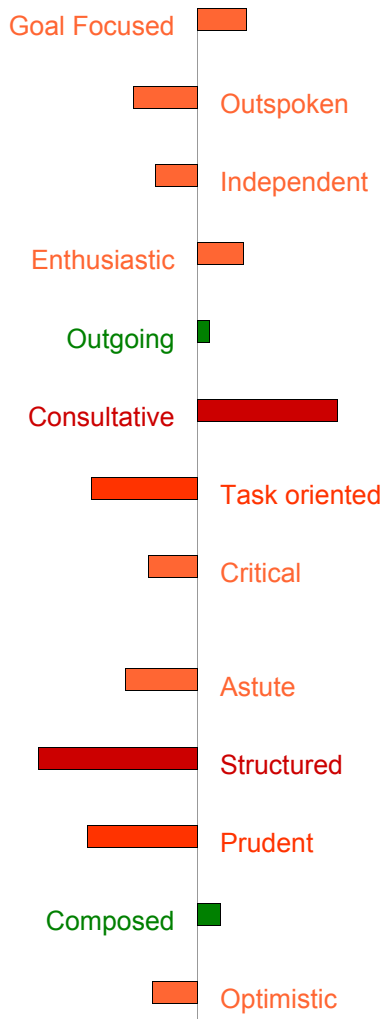 Goal Focused
Outspoken
Independent
Enthusiastic
Outgoing
Consultative
Task oriented
Critical
Astute
Structured
Prudent
Composed
Optimistic